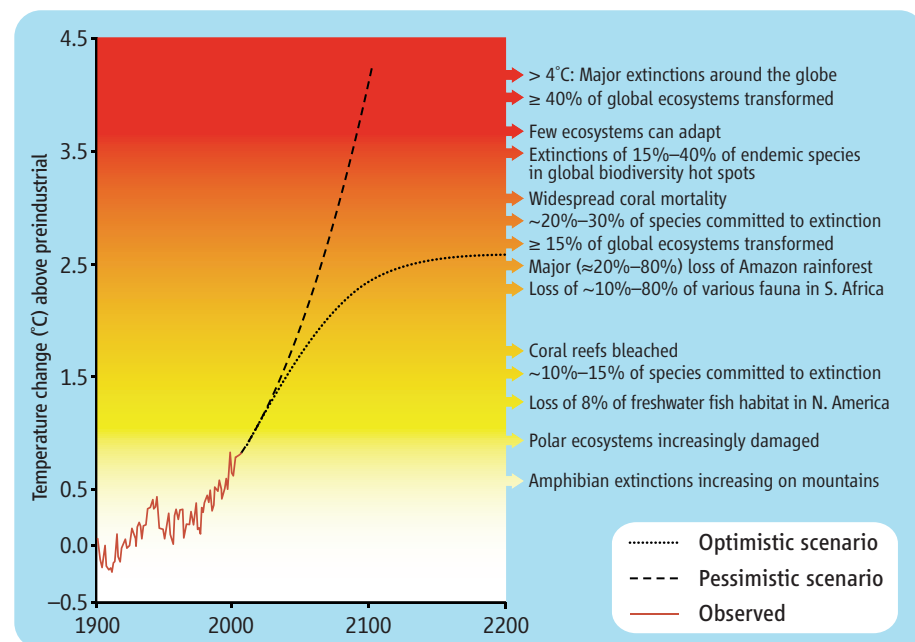 Temperature change (˚C) above preindustrial
4.5
3.5
2.5
1.5
0.5
0.0
–0.5
1900
2000
2100
2200
> 4˚C: Major extinctions around the globe
≥ 40% of global ecosystems transformed
Few ecosystems can adapt
Extinctions of 15%–40% of endemic species
in global biodiversity hot spots
Widespread coral mortality
~20%–30% of species committed to extinction
≥ 15% of global ecosystems transformed
Major (≈20%–80%) loss of Amazon rainforest
Loss of ~10%–80% of various fauna in S. Africa
Coral reefs bleached
~10%–15% of species committed to extinction
Loss of 8% of freshwater fish habitat in N. America
Polar ecosystems increasingly damaged
Amphibian extinctions increasing on mountains
Optimistic scenario
Pessimistic scenario
Observed